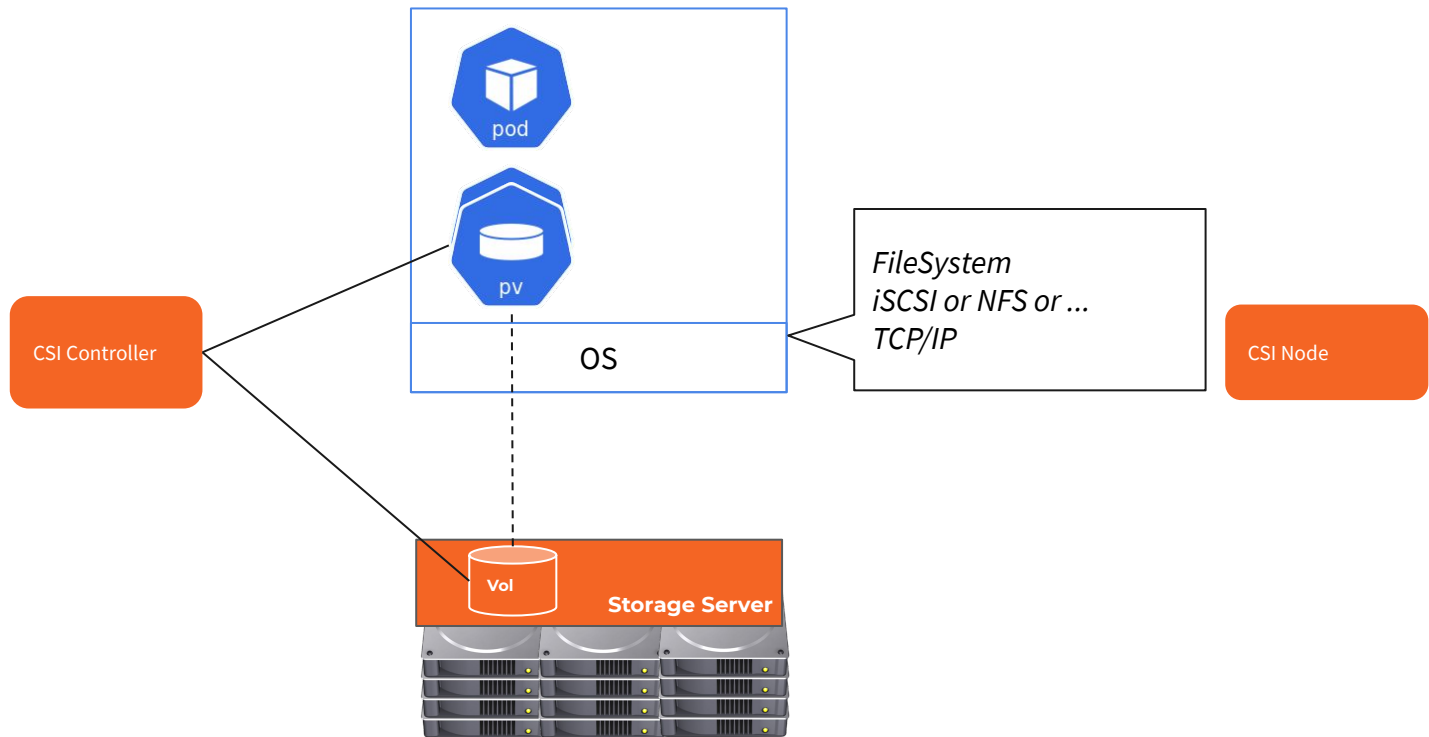 pod
pv
CSI Controller
OS
FileSystem
iSCSI or NFS or ...
TCP/IP
CSI Node
Vol
Storage Server